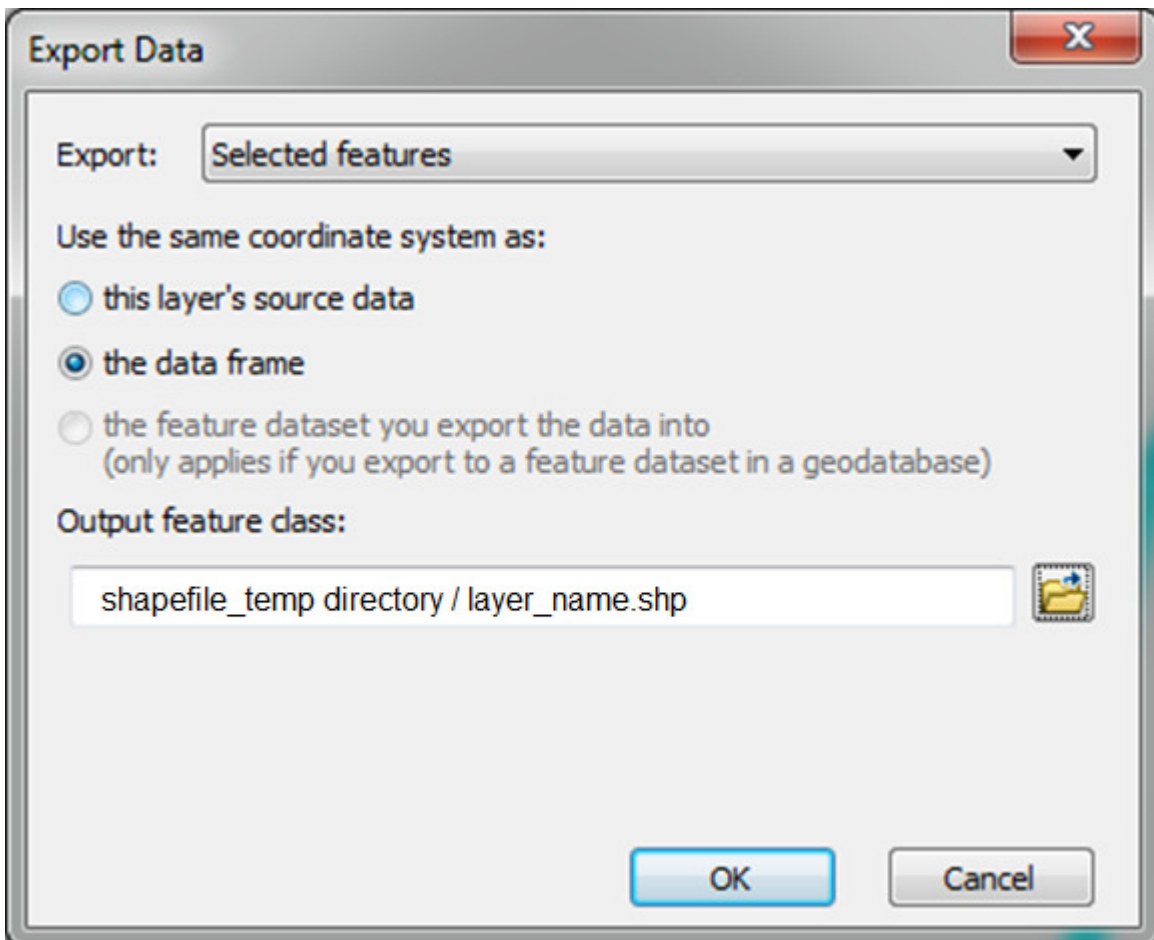 Export Data
Export: Selected features
Use the same coordinate system as:
this layer's source data
the data frame
the feature dataset you export the data into
(only applies if you export to a feature dataset in a geodatabase)
Output feature class:
shapefile_temp directory / layer_name.shp
OK Cancel